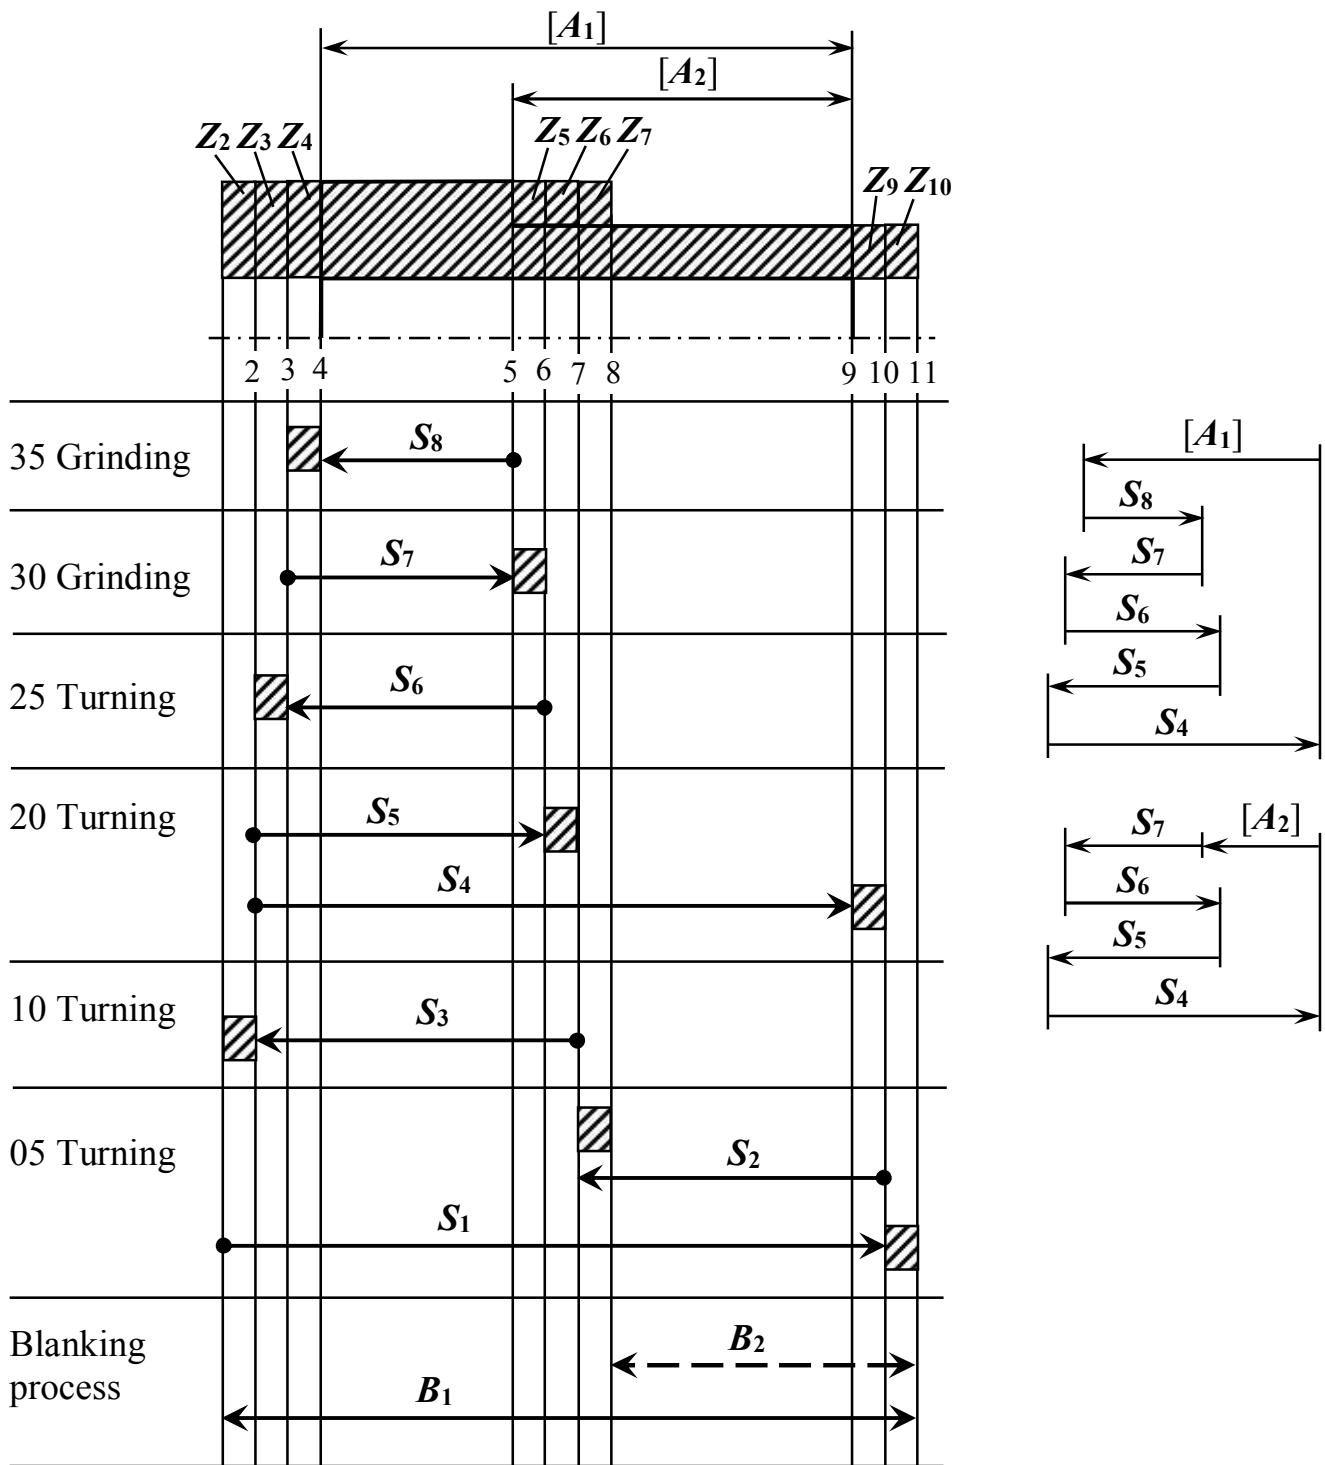 [A1]
[A2]
Z2 Z3 Z4
Z5 Z6 Z7
Z9 Z10
2 3 4 5 6 7 8 9 10 11
35 Grinding
S8
30 Grinding
S7
25 Turning
S6
20 Turning
S5
S4
10 Turning
S3
05 Turning
S2
S1
Blanking
process
B2
B1
[A1]
S8
S7
S6
S5
S4
S7 [A2]
S6
S5
S4